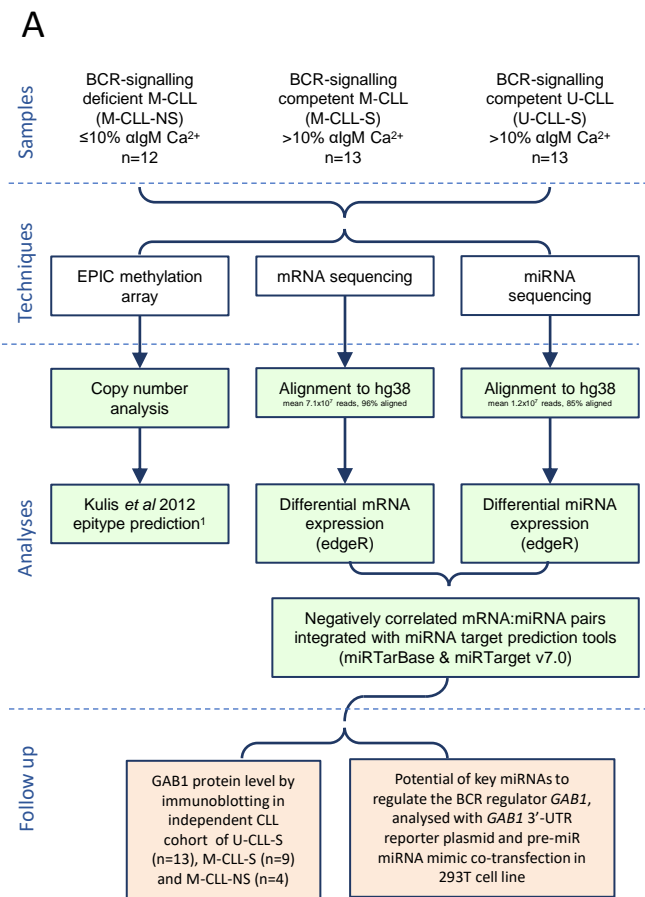 A
Samples
BCR-signalling
deficient M-CLL
(M-CLL-NS)
≤10% αIgM Ca²⁺
n=12
BCR-signalling
competent M-CLL
(M-CLL-S)
>10% αIgM Ca²⁺
n=13
BCR-signalling
competent U-CLL
(U-CLL-S)
>10% αIgM Ca²⁺
n=13
Techniques
EPIC methylation
array
mRNA sequencing
miRNA
sequencing
Analyses
Copy number
analysis
Alignment to hg38
mean 7.1x10⁷ reads, 96% aligned
Alignment to hg38
mean 1.2x10⁷ reads, 85% aligned
Kulis et al 2012
epitype prediction¹
Differential mRNA
expression
(edgeR)
Differential miRNA
expression
(edgeR)
Negatively correlated mRNA:miRNA pairs
integrated with miRNA target prediction tools
(miRTarBase & miRTarget v7.0)
Follow up
GAB1 protein level by
immunoblotting in
independent CLL
cohort of U-CLL-S
(n=13), M-CLL-S (n=9)
and M-CLL-NS (n=4)
Potential of key miRNAs to
regulate the BCR regulator GAB1,
analysed with GAB1 3’-UTR
reporter plasmid and pre-miR
miRNA mimic co-transfection in
293T cell line